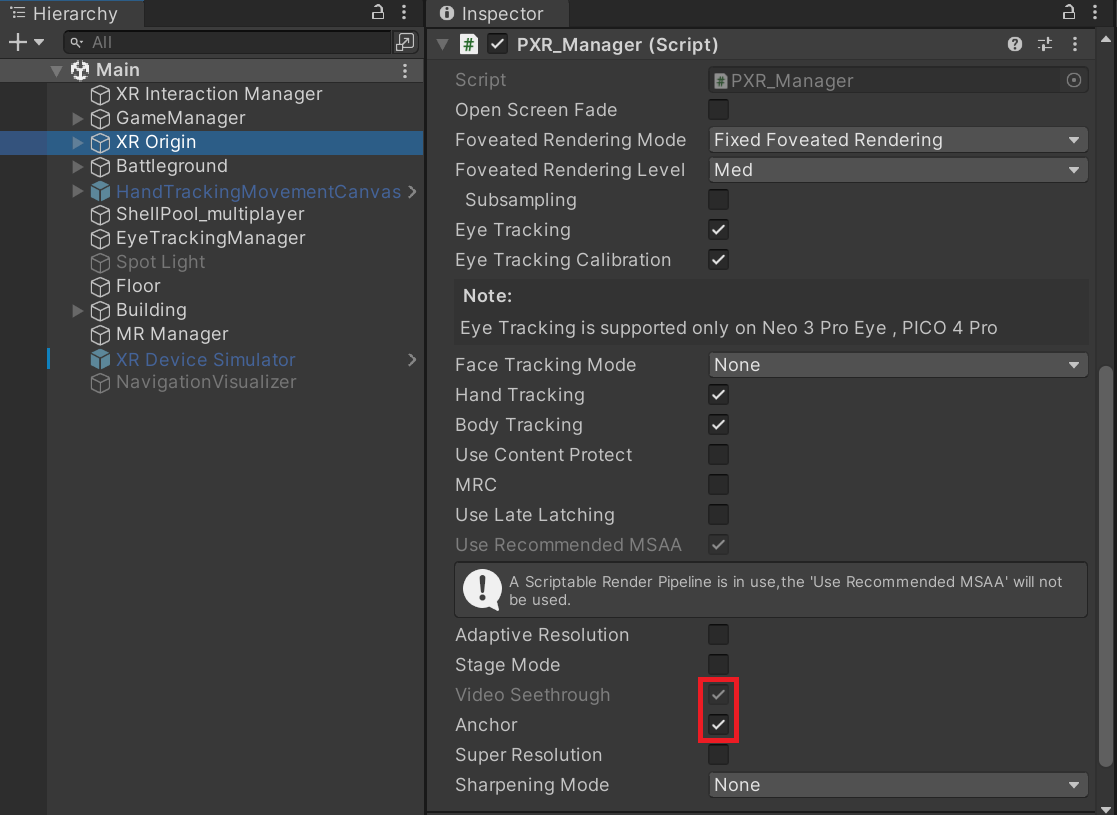 Hierarchy
All
Main
XR Interaction Manager
GameManager
XR Origin
Battleground
HandTrackingMovementCanvas
ShellPool_multiplayer
EyeTrackingManager
Spot Light
Floor
Building
MR Manager
XR Device Simulator
NavigationVisualizer
Inspector
# PXR_Manager (Script)
Script # PXR_Manager
Open Screen Fade
Foveated Rendering Mode Fixed Foveated Rendering
Foveated Rendering Level Med
Subsampling
Eye Tracking
Eye Tracking Calibration
Note:
Eye Tracking is supported only on Neo 3 Pro Eye , PICO 4 Pro
Face Tracking Mode None
Hand Tracking
Body Tracking
Use Content Protect
MRC
Use Late Latching
Use Recommended MSAA
A Scriptable Render Pipeline is in use,the 'Use Recommended MSAA' will not
be used.
Adaptive Resolution
Stage Mode
Video Seethrough
Anchor
Super Resolution
Sharpening Mode None